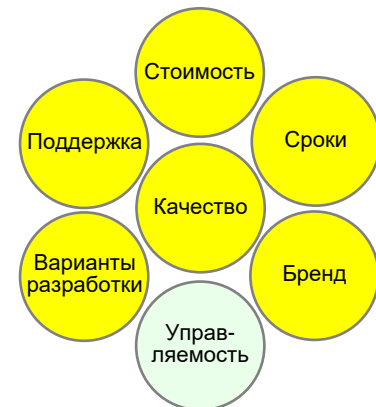 Стоимость
Поддержка
Сроки
Качество
Варианты
разработки
Бренд
Управ-
ляемость